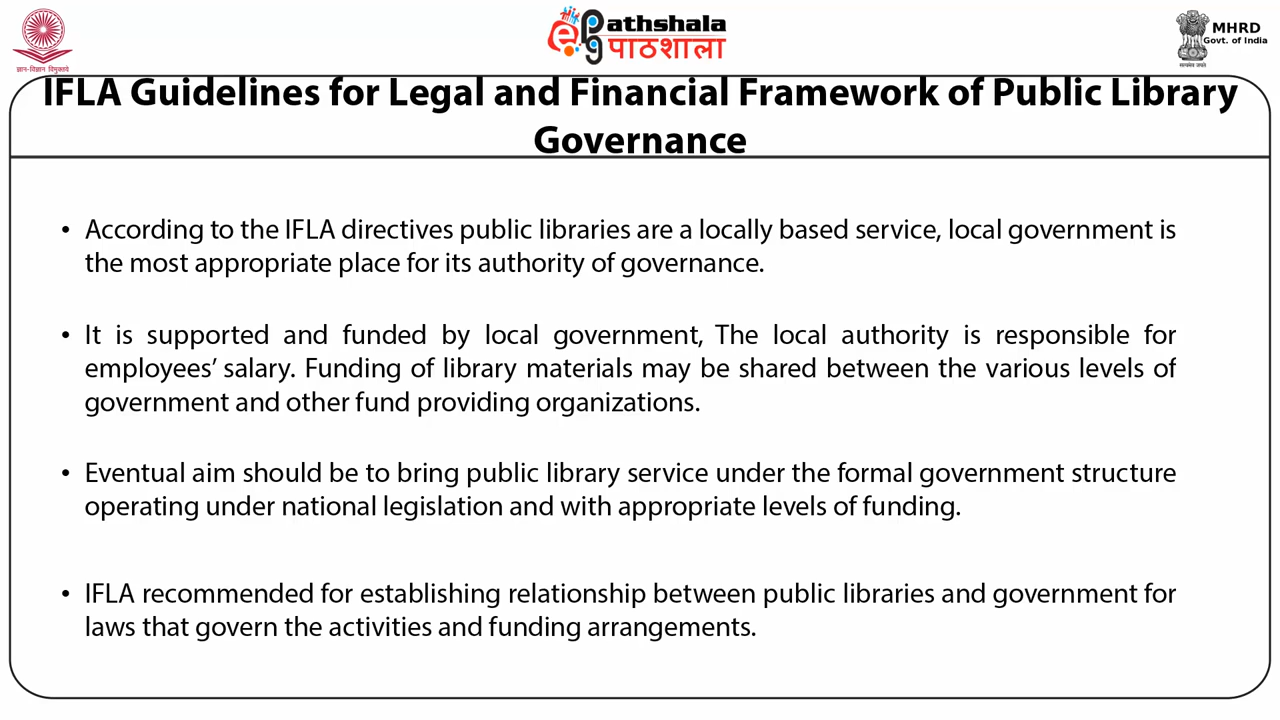 ज्ञान-विज्ञान विमुक्तये
ePathshala
पाठशाला
MHRD
Govt. of India
सत्यमेव जयते
IFLA Guidelines for Legal and Financial Framework of Public Library
Governance
• According to the IFLA directives public libraries are a locally based service, local government is
the most appropriate place for its authority of governance.
• It is supported and funded by local government, The local authority is responsible for
employees’ salary. Funding of library materials may be shared between the various levels of
government and other fund providing organizations.
• Eventual aim should be to bring public library service under the formal government structure
operating under national legislation and with appropriate levels of funding.
• IFLA recommended for establishing relationship between public libraries and government for
laws that govern the activities and funding arrangements.